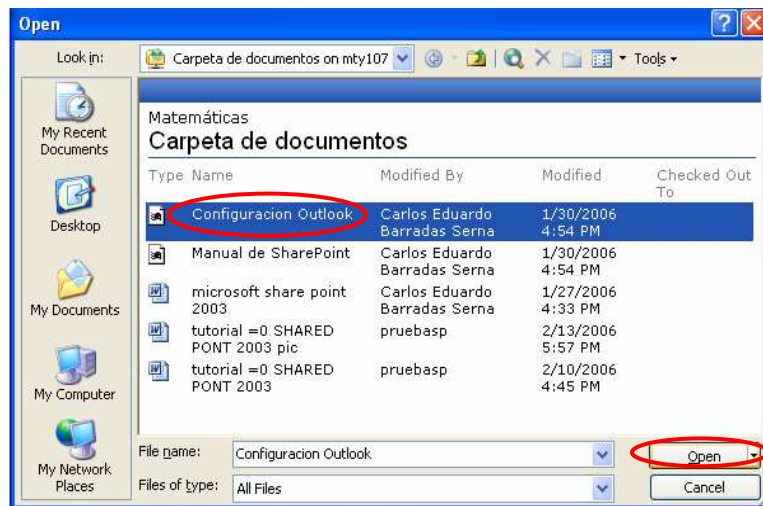 Open
Look in:
Carpeta de documentos on mty107
Tools
My Recent
Documents
Desktop
My Documents
My Computer
My Network
Places
Matemáticas
Carpeta de documentos
Type Name Modified By Modified Checked Out
To
Configuracion Outlook Carlos Eduardo 1/30/2006
Barradas Serna 4:54 PM
Manual de SharePoint Carlos Eduardo 1/30/2006
Barradas Serna 4:54 PM
microsoft share point Carlos Eduardo 1/27/2006
2003 Barradas Serna 4:33 PM
tutorial =0 SHARED pruebasp 2/13/2006
PONT 2003 pic 5:57 PM
tutorial =0 SHARED pruebasp 2/10/2006
PONT 2003 4:45 PM
File name: Configuracion Outlook Open
Files of type: All Files Cancel